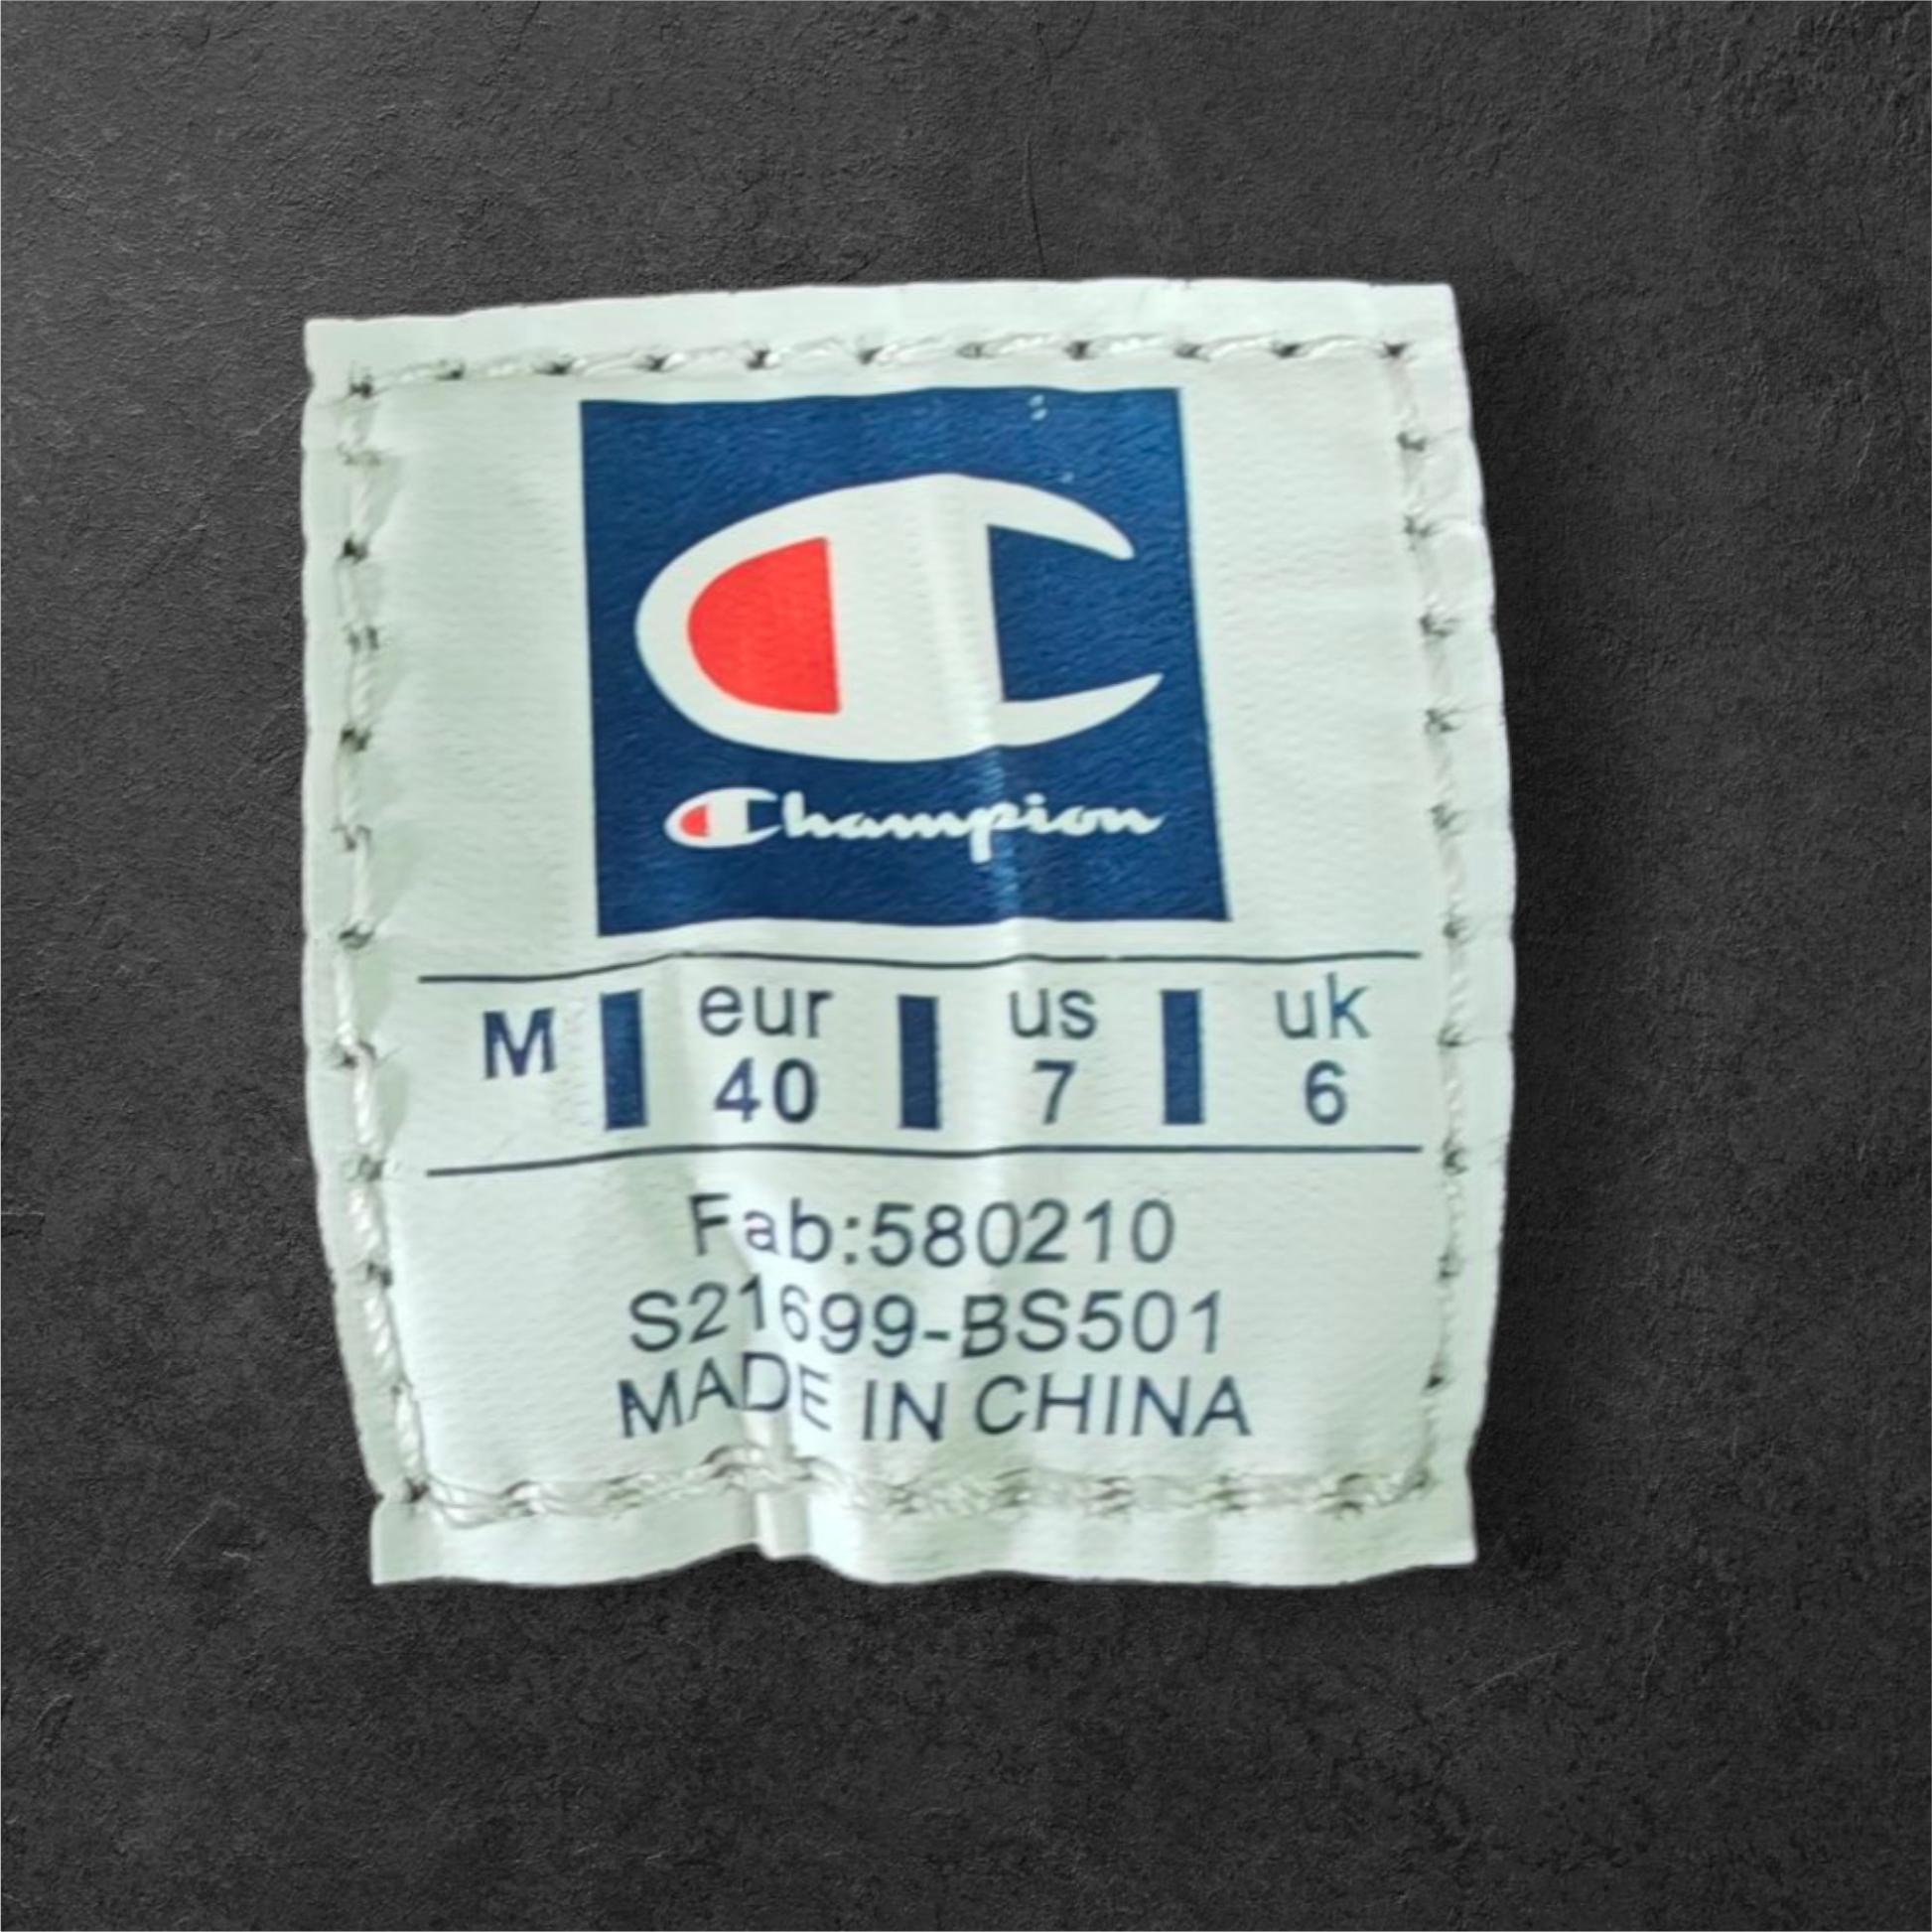 Champion
M eur us uk
40 7 6
Fab:580210
S21699-BS501
MADE IN CHINA